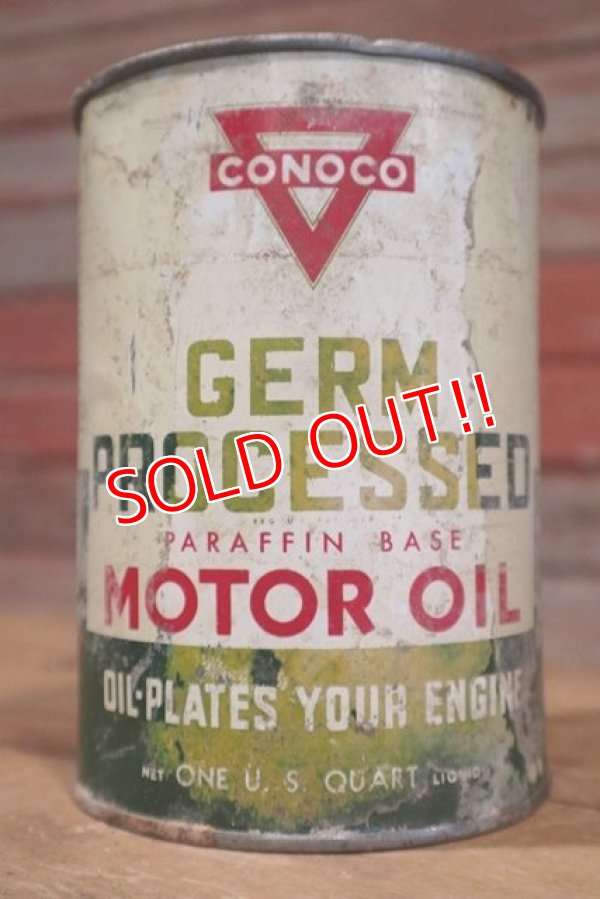 CONOCO
GERM
PROCESSED
SOLD OUT!!
PARAFFIN BASE
MOTOR OIL
OIL-PLATES YOUR ENGINE
NET ONE U. S. QUART LIQUID